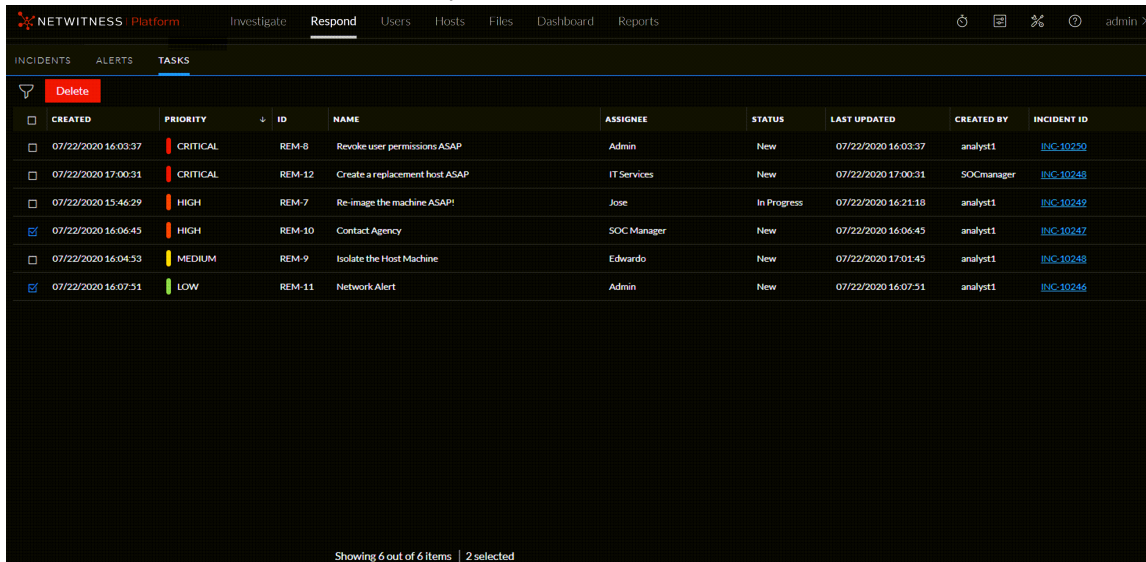 NETWITNESS Platform Investigate Respond Users Hosts Files Dashboard Reports admin
INCIDENTS ALERTS TASKS
Delete
CREATED PRIORITY ↓ ID NAME ASSIGNEE STATUS LAST UPDATED CREATED BY INCIDENT ID
07/22/2020 16:03:37 CRITICAL REM-8 Revoke user permissions ASAP Admin New 07/22/2020 16:03:37 analyst1 INC-10250
07/22/2020 17:00:31 CRITICAL REM-12 Create a replacement host ASAP IT Services New 07/22/2020 17:00:31 SOCmanager INC-10248
07/22/2020 15:46:29 HIGH REM-7 Re-image the machine ASAP! Jose In Progress 07/22/2020 16:21:18 analyst1 INC-10249
07/22/2020 16:06:45 HIGH REM-10 Contact Agency SOC Manager New 07/22/2020 16:06:45 analyst1 INC-10247
07/22/2020 16:04:53 MEDIUM REM-9 Isolate the Host Machine Edwardo New 07/22/2020 17:01:45 analyst1 INC-10248
07/22/2020 16:07:51 LOW REM-11 Network Alert Admin New 07/22/2020 16:07:51 analyst1 INC-10246
Showing 6 out of 6 items | 2 selected